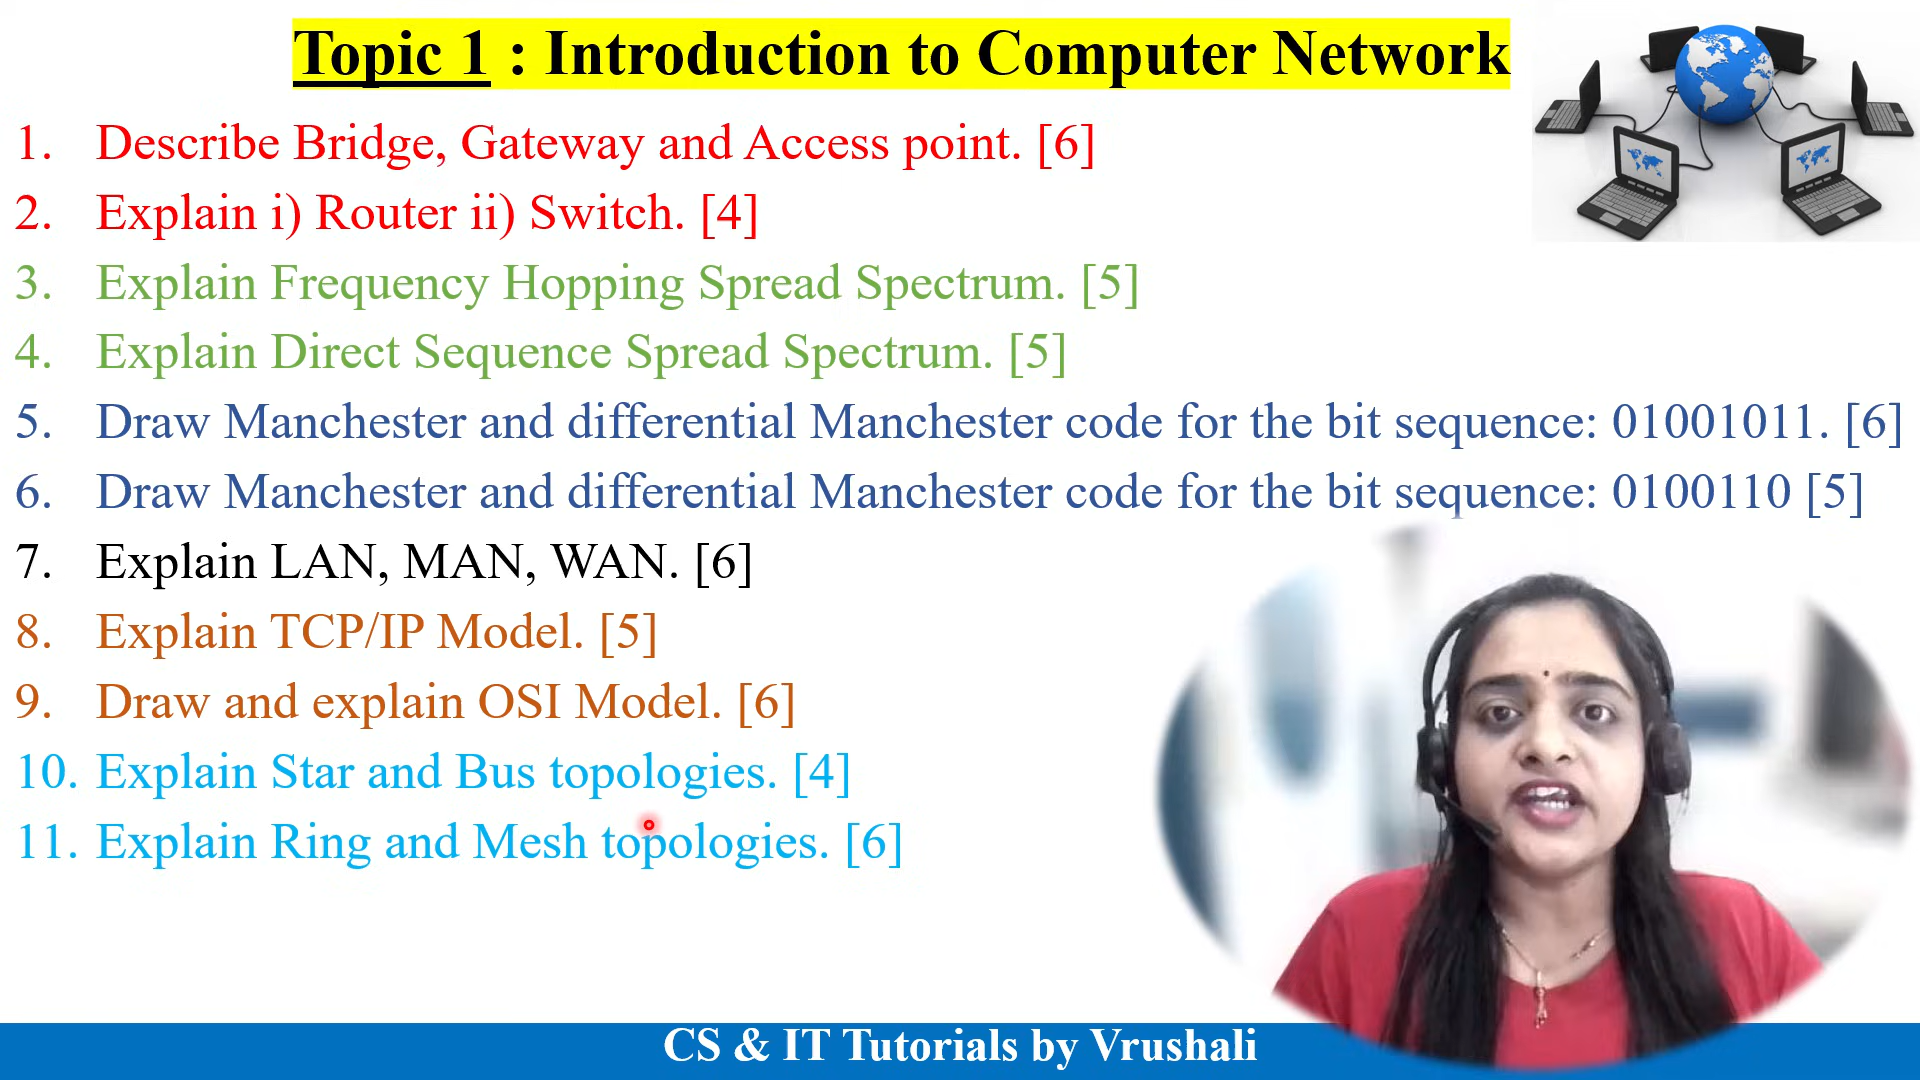 Topic 1 : Introduction to Computer Network
1. Describe Bridge, Gateway and Access point. [6]
2. Explain i) Router ii) Switch. [4]
3. Explain Frequency Hopping Spread Spectrum. [5]
4. Explain Direct Sequence Spread Spectrum. [5]
5. Draw Manchester and differential Manchester code for the bit sequence: 01001011. [6]
6. Draw Manchester and differential Manchester code for the bit sequence: 0100110 [5]
7. Explain LAN, MAN, WAN. [6]
8. Explain TCP/IP Model. [5]
9. Draw and explain OSI Model. [6]
10. Explain Star and Bus topologies. [4]
11. Explain Ring and Mesh topologies. [6]
CS & IT Tutorials by Vrushali